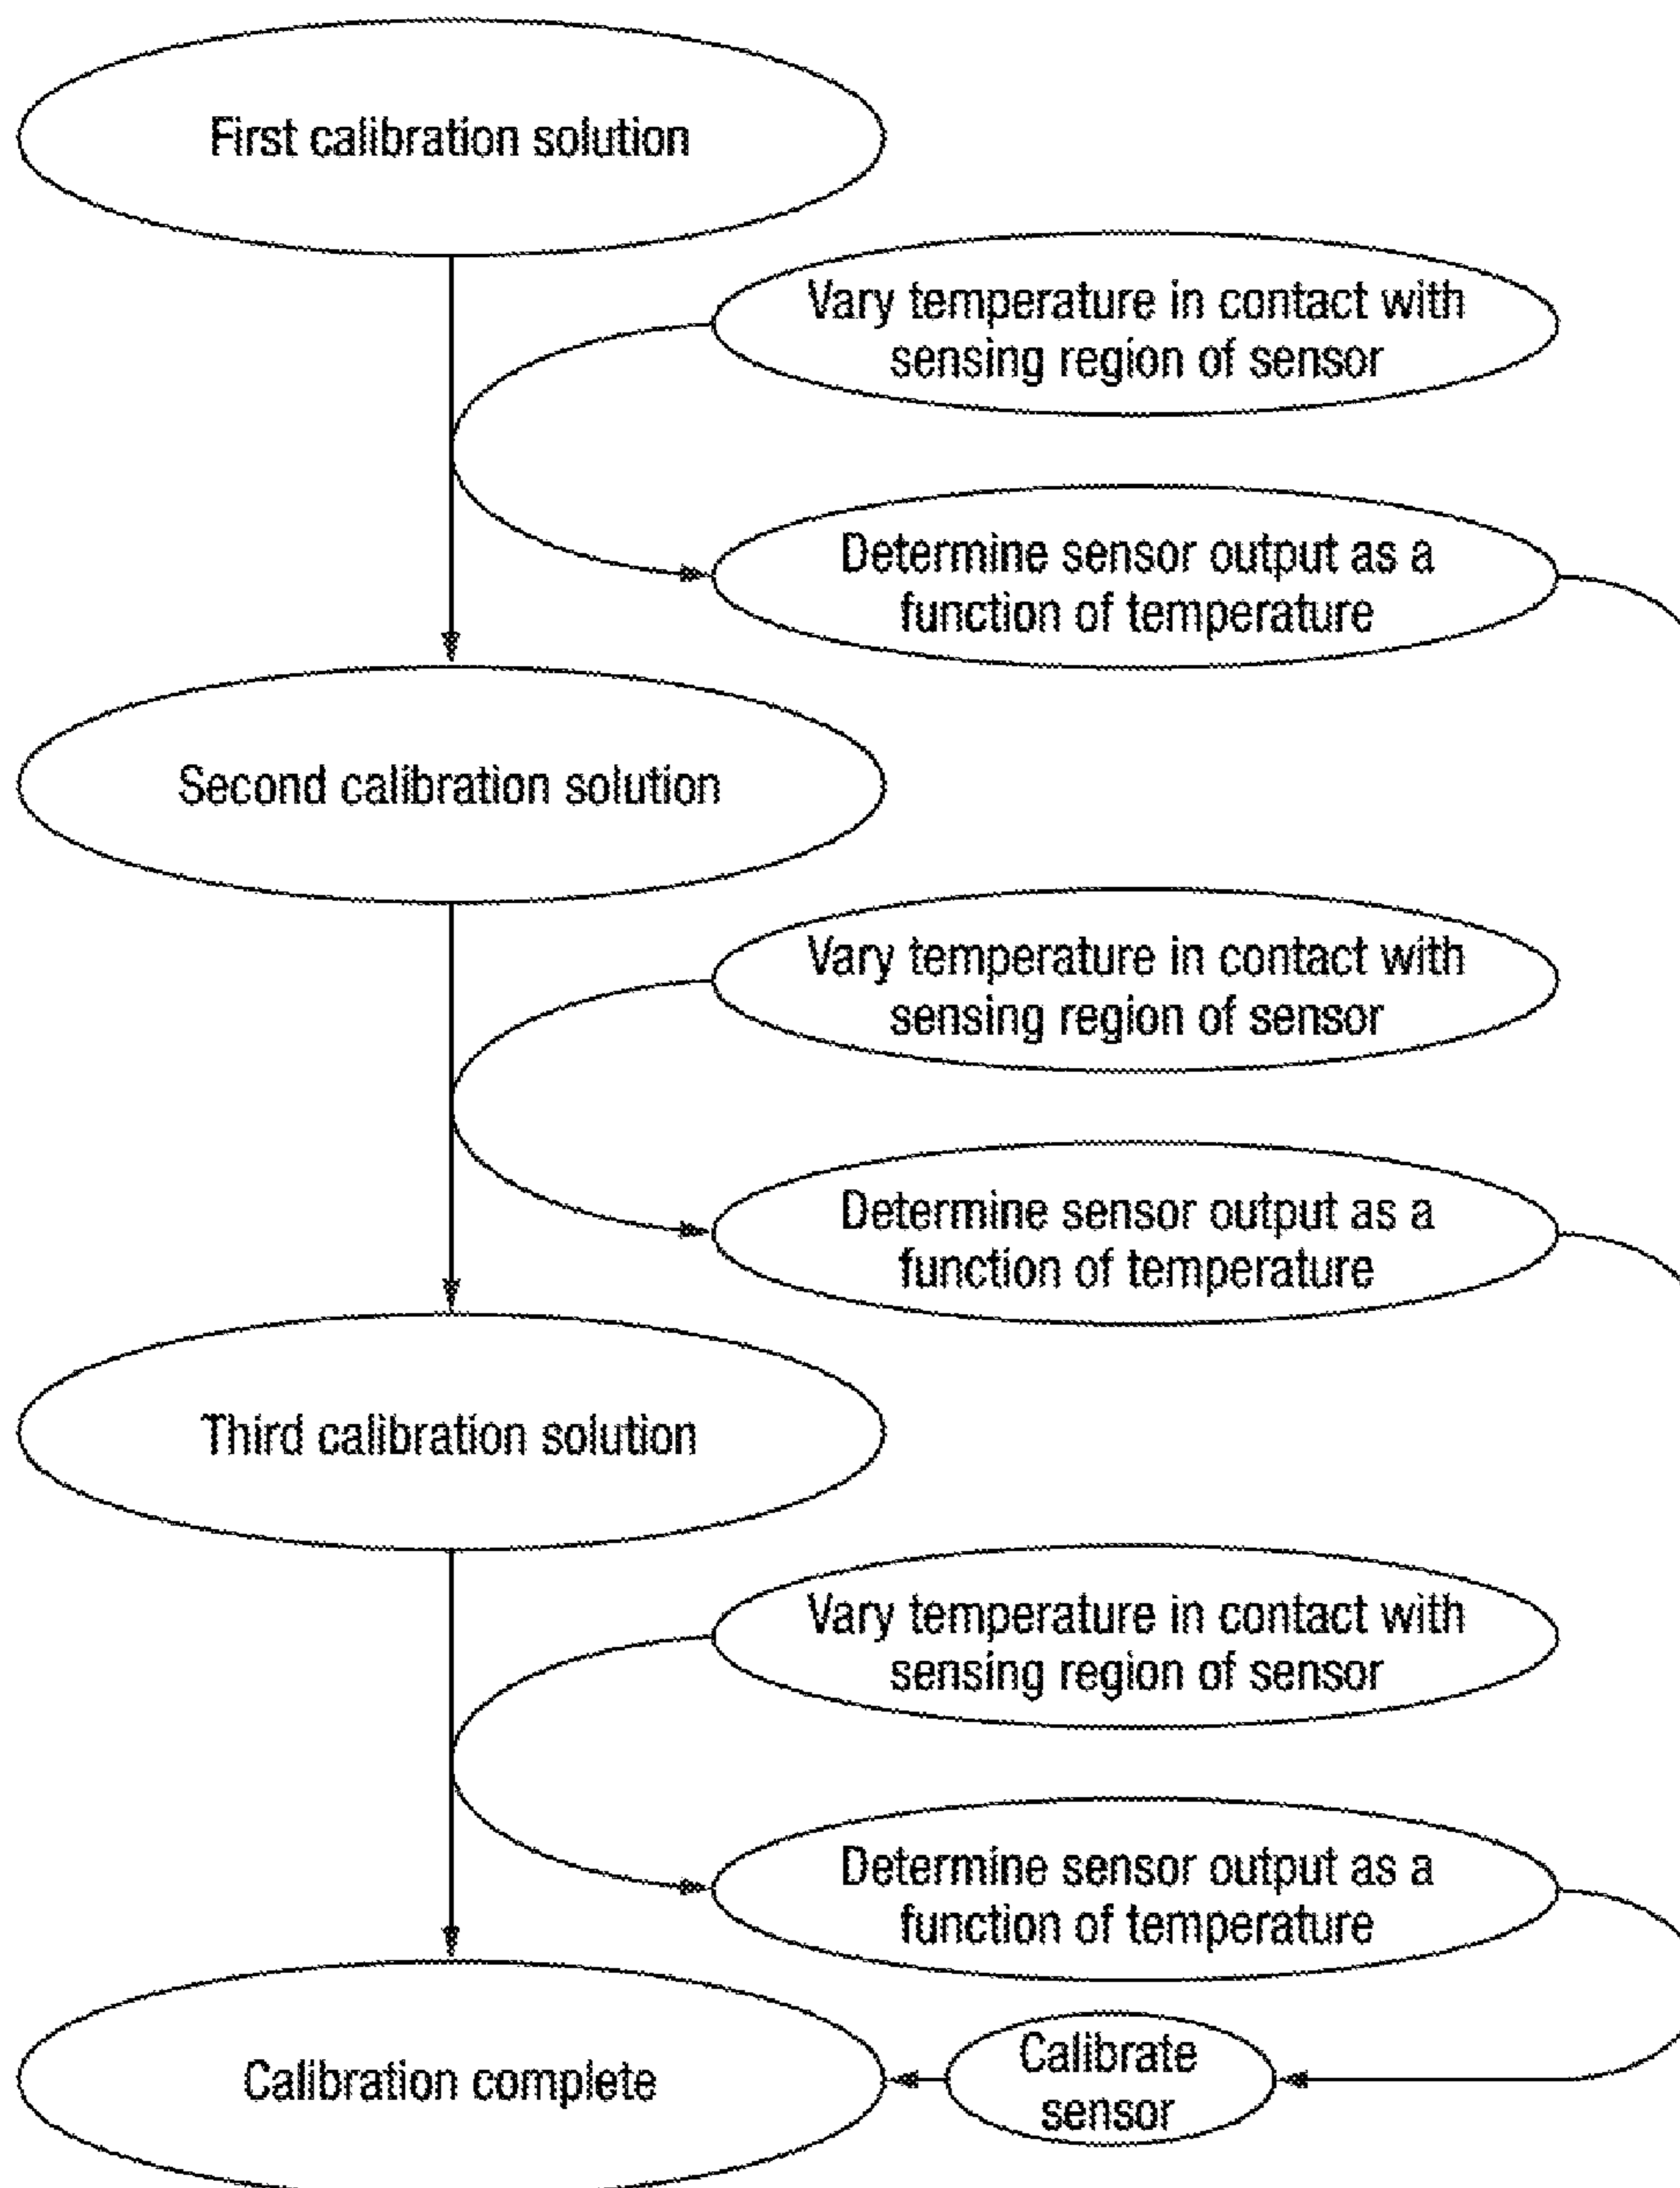 First calibration solution
Vary temperature in contact with
sensing region of sensor
Determine sensor output as a
function of temperature
Second calibration solution
Vary temperature in contact with
sensing region of sensor
Determine sensor output as a
function of temperature
Third calibration solution
Vary temperature in contact with
sensing region of sensor
Determine sensor output as a
function of temperature
Calibrate
sensor
Calibration complete